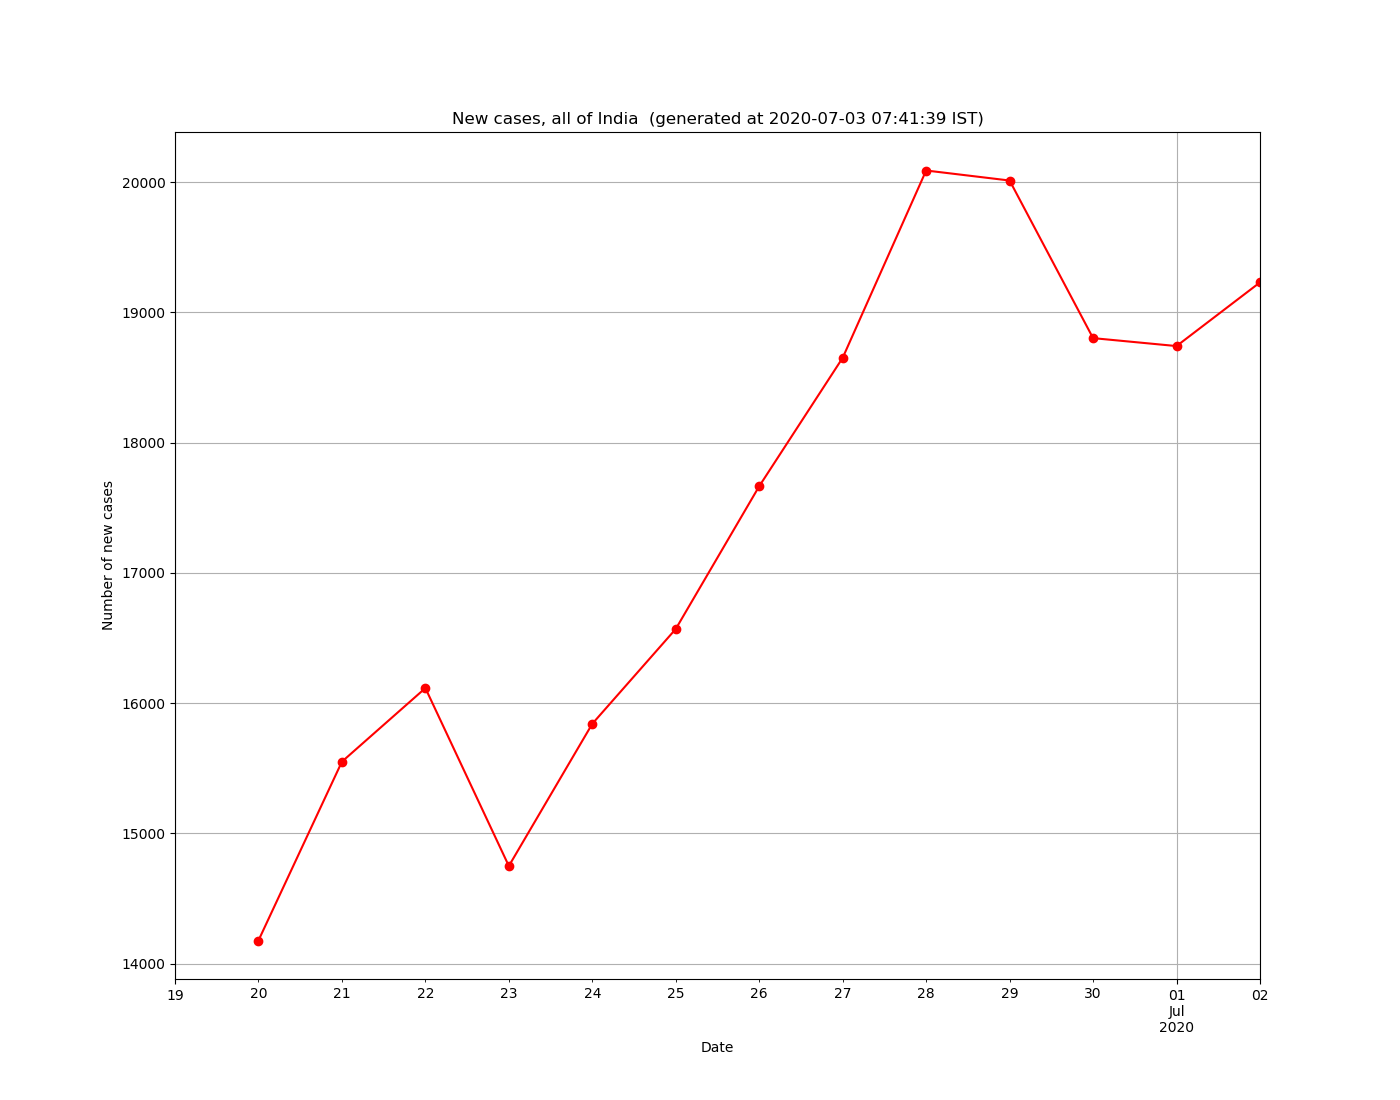 New cases, all of India  (generated at 2020-07-03 07:41:39 IST)
20000
19000
18000
17000
16000
15000
14000
Number of new cases
19 20 21 22 23 24 25 26 27 28 29 30 01 02
Jul
2020
Date